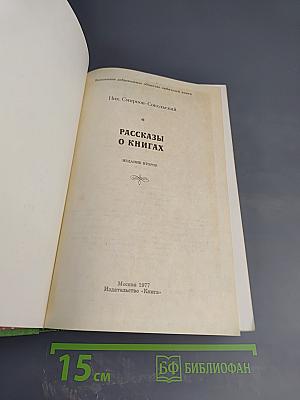 Всесоюзное добровольное общество любителей книги
Ник. Смирнов-Сокольский
РАССКАЗЫ
О КНИГАХ
ИЗДАНИЕ ВТОРОЕ
Москва 1977
Издательство «Книга»
15 см
БФ БИБЛИОФАН